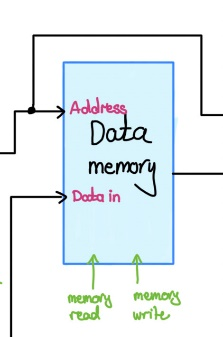 Address
Data
memory
Data in
memory memory
read write